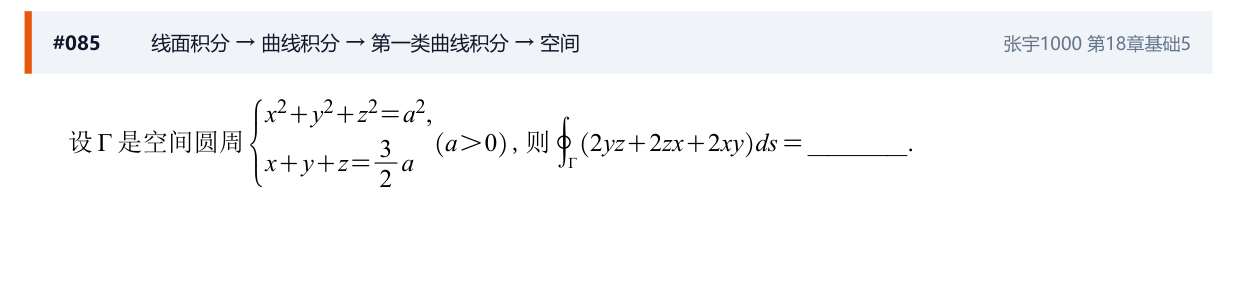 #085 线面积分 → 曲线积分 → 第一类曲线积分 → 空间 张宇1000 第18章基础5
设 Γ 是空间圆周 {x²+y²+z²=a², x+y+z=3/2 a (a>0), 则 ∮_Γ (2yz+2zx+2xy)ds=________.